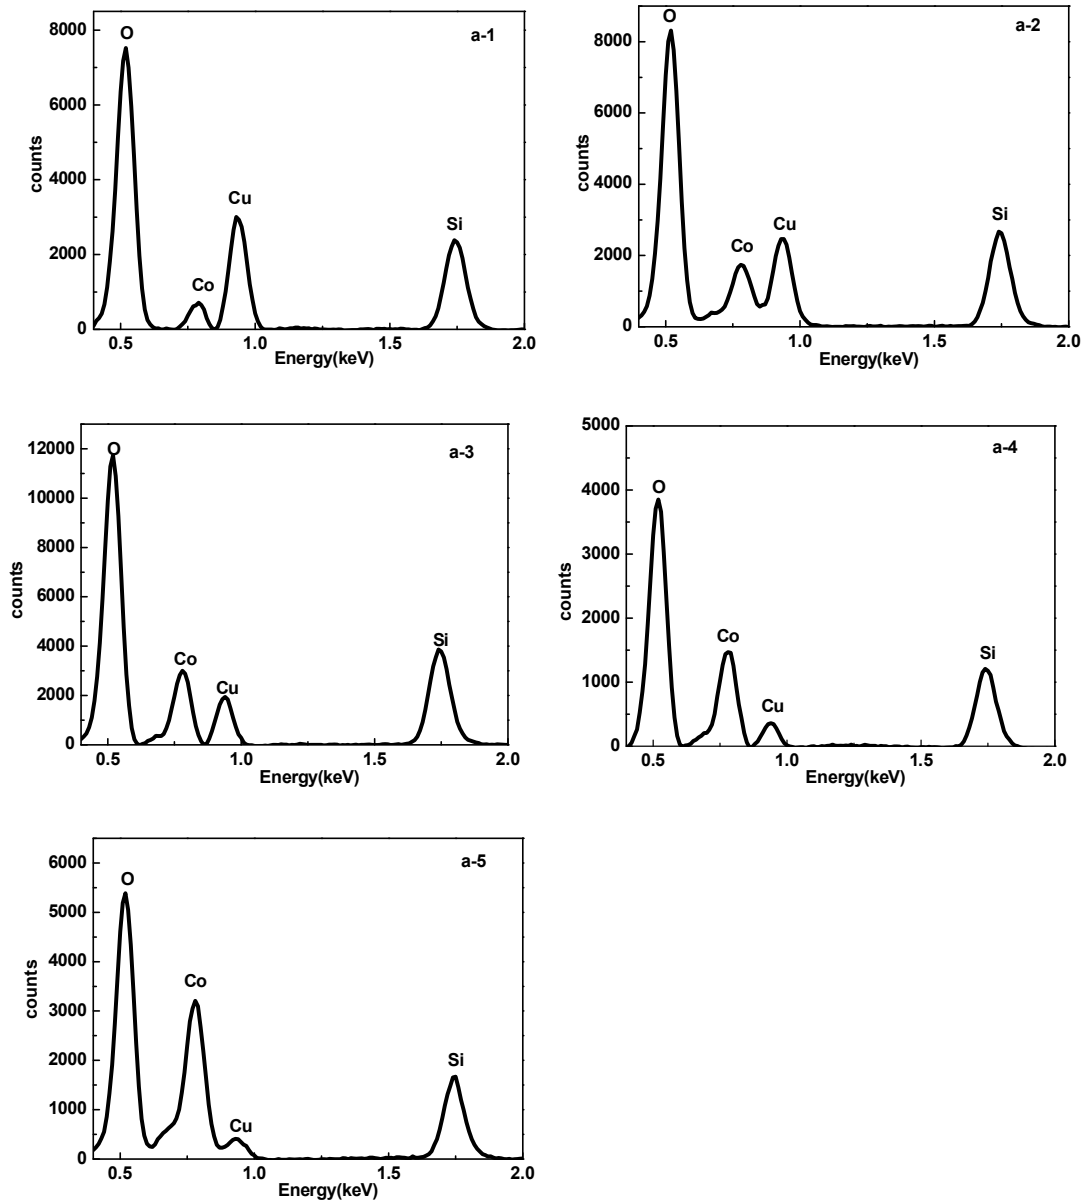 a-1
8000
6000
4000
2000
0
counts
O
Co
Cu
Si
0.5 1.0 1.5 2.0
Energy(keV)
a-2
8000
6000
4000
2000
0
counts
O
Co
Cu
Si
0.5 1.0 1.5 2.0
Energy(keV)
a-3
12000
10000
8000
6000
4000
2000
0
counts
O
Co
Cu
Si
0.5 1.0 1.5 2.0
Energy(keV)
a-4
5000
4000
3000
2000
1000
0
counts
O
Co
Cu
Si
0.5 1.0 1.5 2.0
Energy(keV)
a-5
6000
5000
4000
3000
2000
1000
0
counts
O
Co
Cu
Si
0.5 1.0 1.5 2.0
Energy(keV)